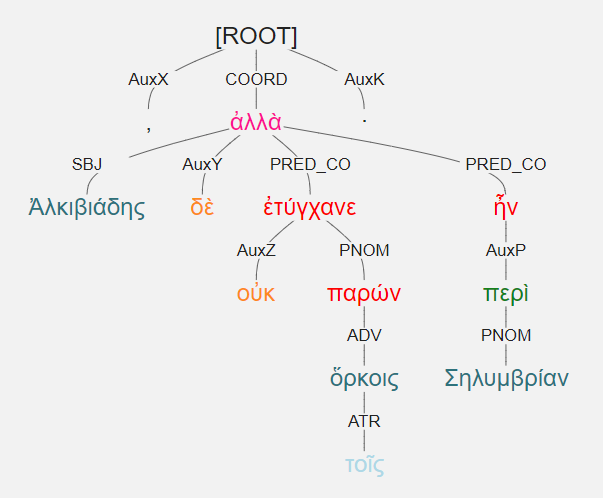 [ROOT]
AuxX COORD AuxK
, ἀλλὰ .
SBJ AuxY PRED_CO PRED_CO
Ἀλκιβιάδης δὲ ἐτύγχανε ἦν
AuxZ PNOM AuxP
οὐκ παρών περὶ
ADV PNOM
ὅρκοις Σηλυμβρίαν
ATR
τοῖς